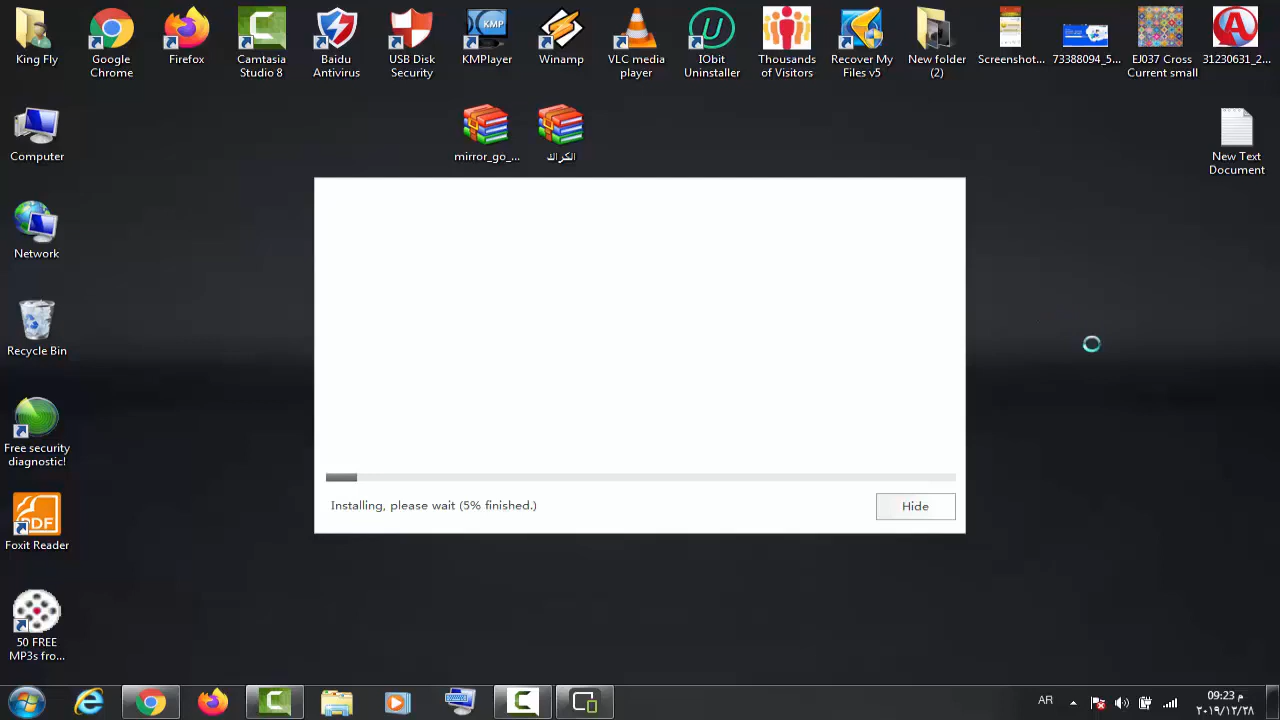 King Fly
Google
Chrome
Firefox
Camtasia
Studio 8
Baidu
Antivirus
USB Disk
Security
KMP
KMPlayer
Winamp
VLC media
player
IObit
Uninstaller
Thousands
of Visitors
Recover My
Files v5
New folder
(2)
Screenshot...
73388094_5...
EJ037 Cross
Current small
31230631_2...
Computer
mirror_go_...
الكراك
New Text
Document
Network
Recycle Bin
Free security
diagnostic!
PDF
Foxit Reader
50 FREE
MP3s fro...
Installing, please wait (5% finished.)
Hide
AR
09:23 م
٢٠١٩/١٢/٢٨